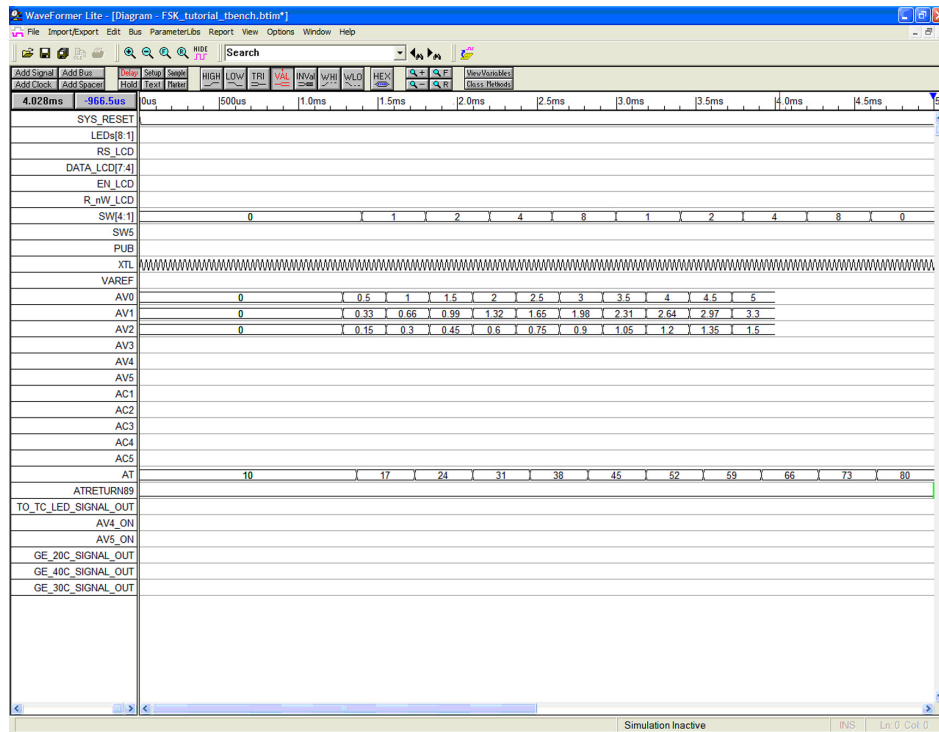 WaveFormer Lite - [Diagram - FSK_tutorial_tbench.btim*]
File Import/Export Edit Bus ParameterLibs Report View Options Window Help
HIDE Search
Add Signal Add Bus Delay Setup Sample HIGH LOW TRI VAL INVal WHI WLO HEX + F View Variables
Add Clock Add Spacer Hold Text Marker - R Class Methods
4.028ms -966.5us 0us 500us 1.0ms 1.5ms 2.0ms 2.5ms 3.0ms 3.5ms 4.0ms 4.5ms 5
SYS_RESET
LEDs[8:1]
RS_LCD
DATA_LCD[7:4]
EN_LCD
R_nW_LCD
SW[4:1] 0 1 2 4 8 1 2 4 8 0
SW5
PUB
XTL
VAREF
AV0 0 0.5 1 1.5 2 2.5 3 3.5 4 4.5 5
AV1 0 0.33 0.66 0.99 1.32 1.65 1.98 2.31 2.64 2.97 3.3
AV2 0 0.15 0.3 0.45 0.6 0.75 0.9 1.05 1.2 1.35 1.5
AV3
AV4
AV5
AC1
AC2
AC3
AC4
AC5
AT 10 17 24 31 38 45 52 59 66 73 80
ATRETURN89
TO_TC_LED_SIGNAL_OUT
AV4_ON
AV5_ON
GE_20C_SIGNAL_OUT
GE_40C_SIGNAL_OUT
GE_30C_SIGNAL_OUT
Simulation Inactive INS Ln:0 Col:0